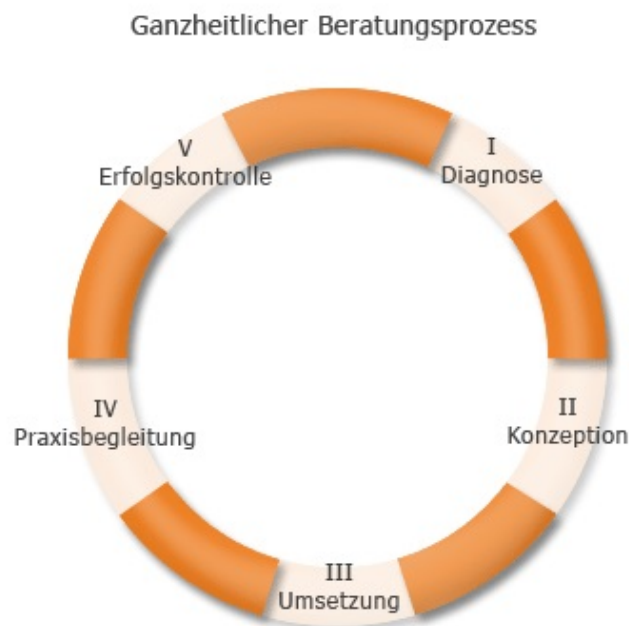 Ganzheitlicher Beratungsprozess
I
Diagnose
II
Konzeption
III
Umsetzung
IV
Praxisbegleitung
V
Erfolgskontrolle